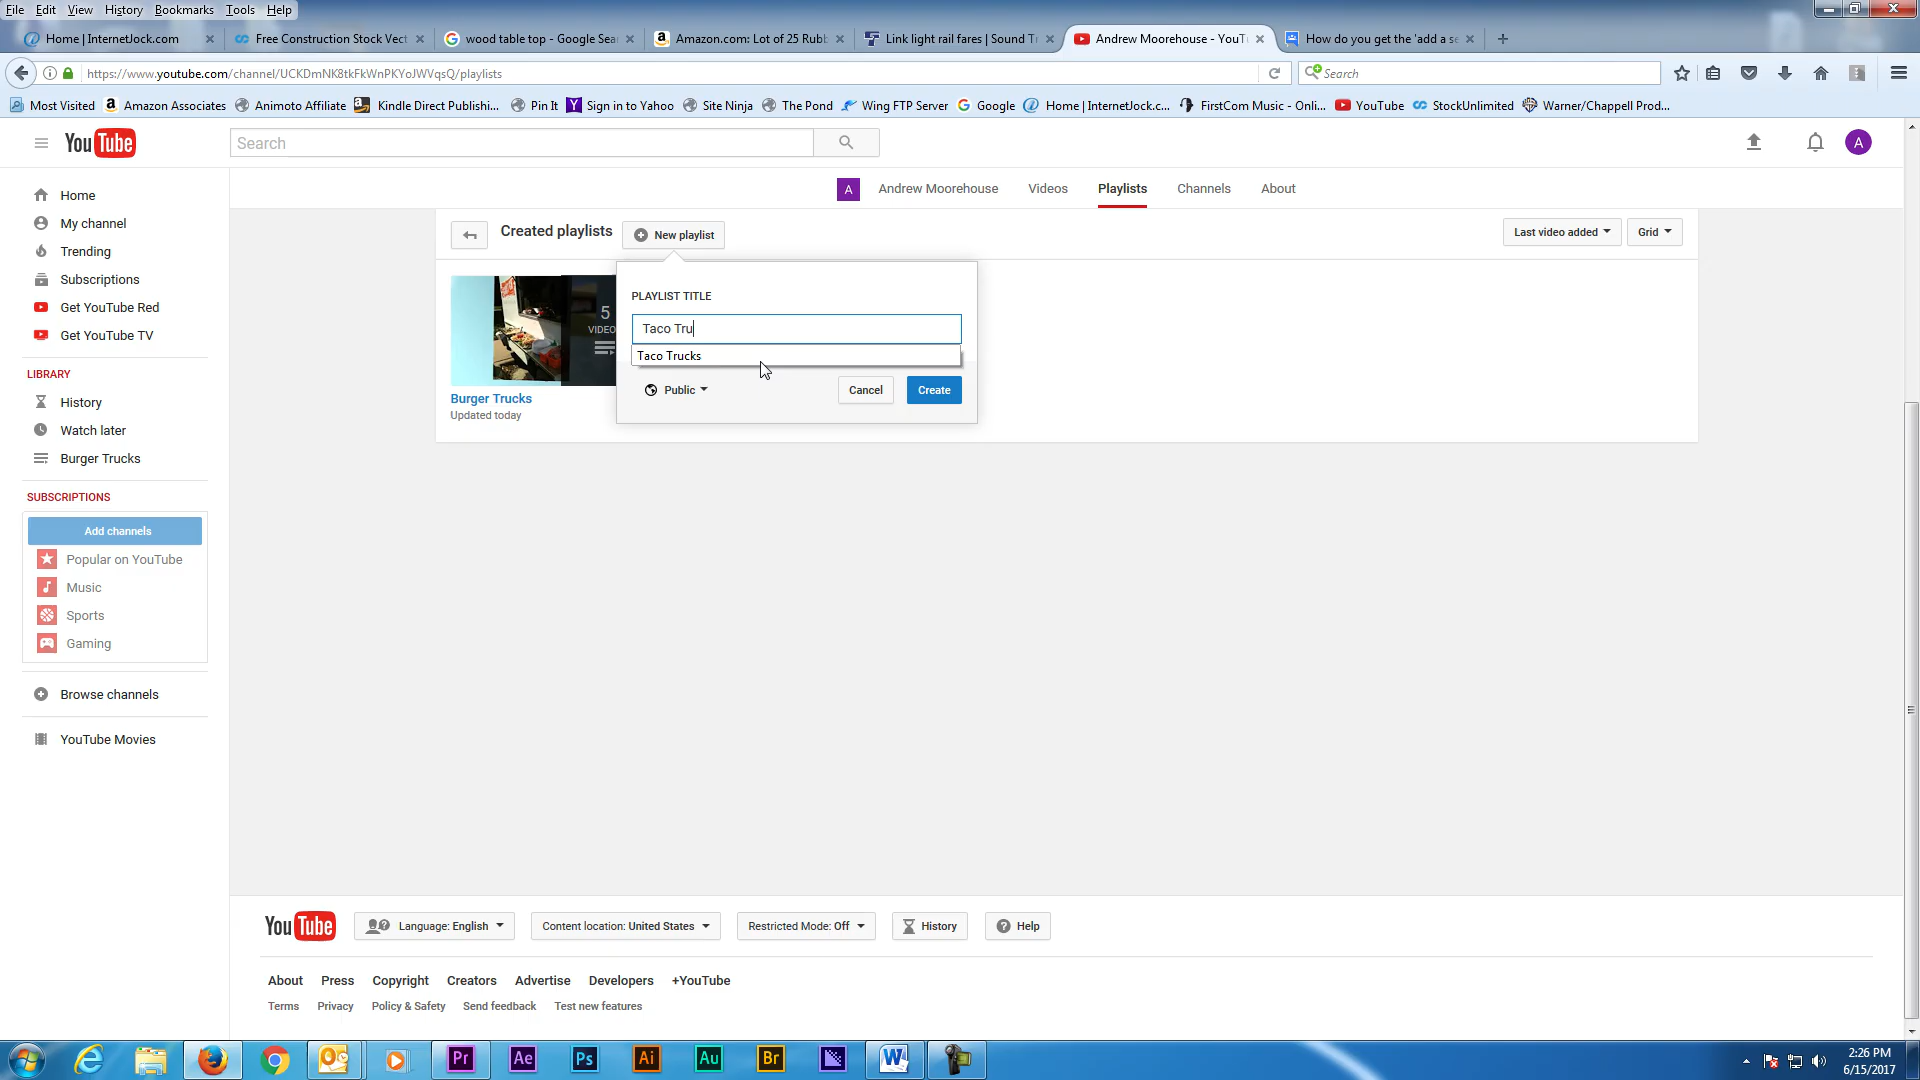 File Edit View History Bookmarks Tools Help
Home | InternetJock.com
Free Construction Stock Vect
wood table top - Google Sea
Amazon.com: Lot of 25 Rubb
Link light rail fares | Sound T
Andrew Moorehouse - YouT
How do you get the 'add a se
https://www.youtube.com/channel/UCKDmNK8tkFkWnPKYoJWVqsQ/playlists
Search
Most Visited Amazon Associates Animoto Affiliate Kindle Direct Publishi... Pin It Sign in to Yahoo Site Ninja The Pond Wing FTP Server Google Home | InternetJock.c... FirstCom Music - Onli... YouTube StockUnlimited Warner/Chappell Prod...
YouTube
Search
A
Home
My channel
Trending
Subscriptions
Get YouTube Red
Get YouTube TV
LIBRARY
History
Watch later
Burger Trucks
SUBSCRIPTIONS
Add channels
Popular on YouTube
Music
Sports
Gaming
Browse channels
YouTube Movies
A Andrew Moorehouse Videos Playlists Channels About
Created playlists
New playlist
Last video added
Grid
5
VIDEO
Burger Trucks
Updated today
PLAYLIST TITLE
Taco Tru
Taco Trucks
Public
Cancel
Create
YouTube
Language: English
Content location: United States
Restricted Mode: Off
History
Help
About Press Copyright Creators Advertise Developers +YouTube
Terms Privacy Policy & Safety Send feedback Test new features
Pr Ae Ps Ai Au Br W
2:26 PM
6/15/2017